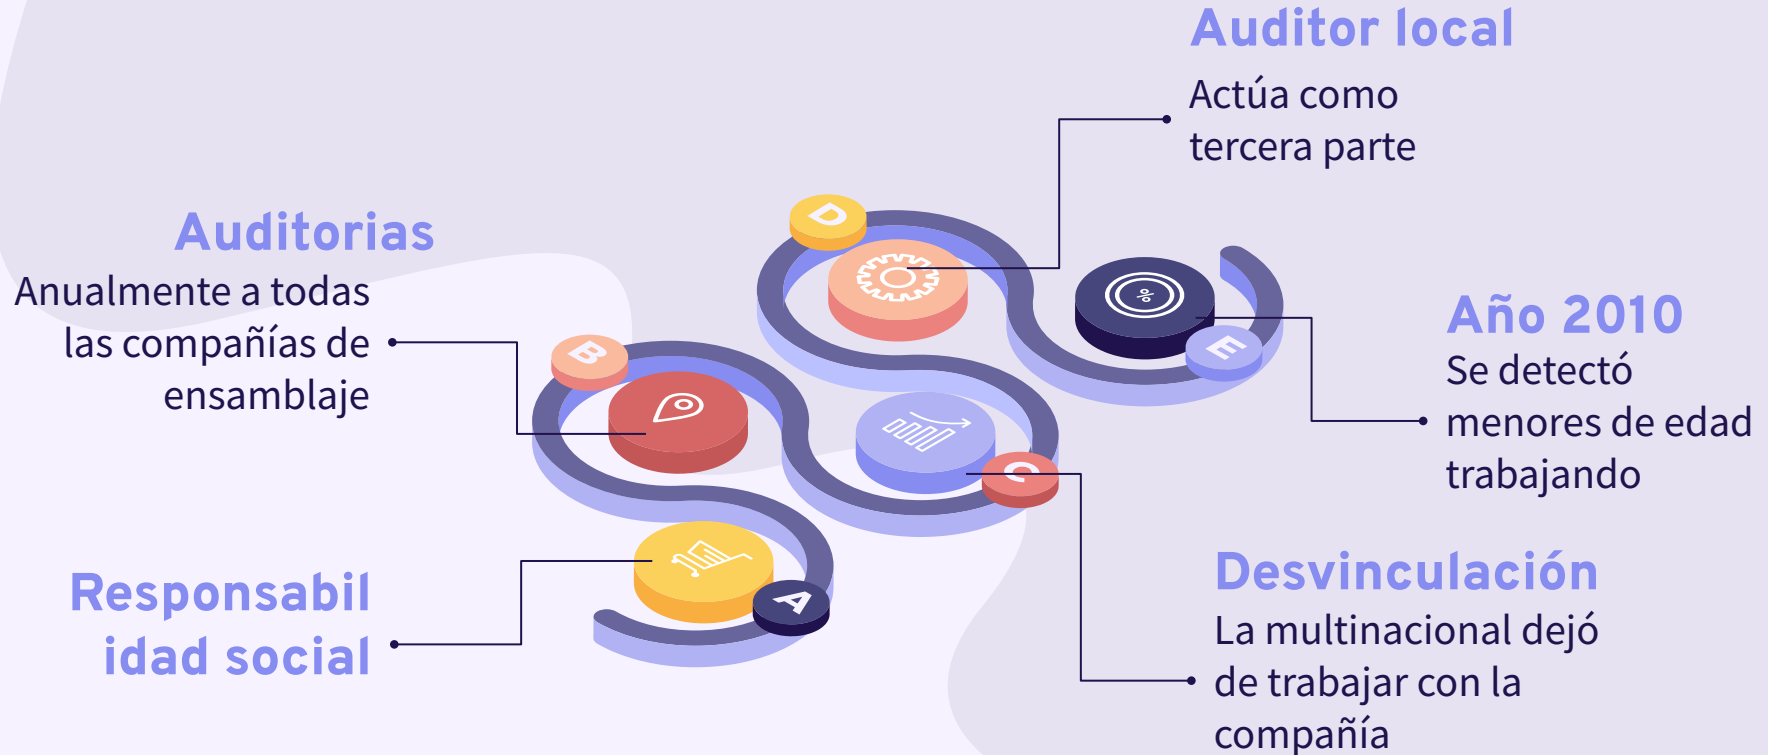 Auditor local
Actúa como
tercera parte
Auditorias
Anualmente a todas
las compañías de
ensamblaje
D
%
E
Año 2010
Se detectó
menores de edad
trabajando
B
C
Responsabil
idad social
A
Desvinculación
La multinacional dejó
de trabajar con la
compañía